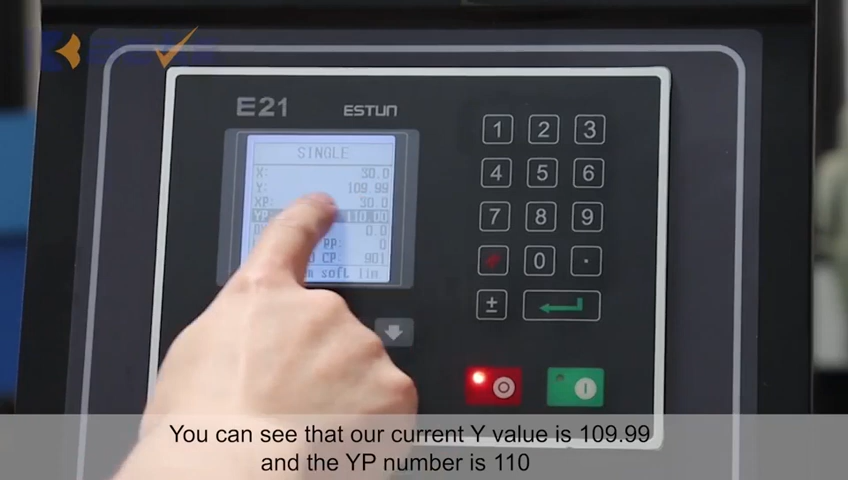 E21
ESTUN
SINGLE
X: 30.0
Y: 109.99
XP: 30.0
YP 110.00
0.0
PP: 0
CP: 901
soft lim
1 2 3
4 5 6
7 8 9
* 0 .
±
You can see that our current Y value is 109.99
and the YP number is 110